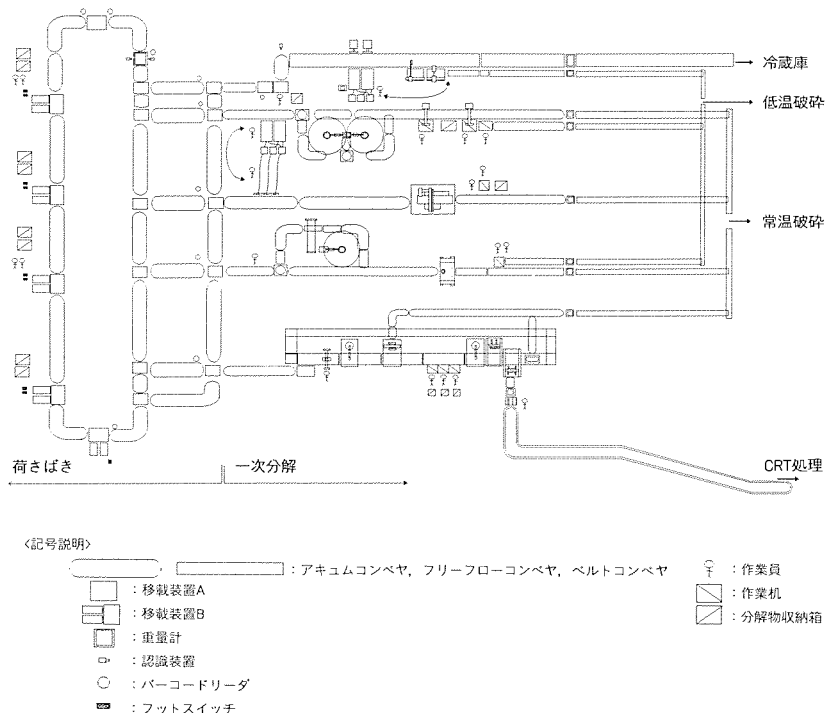 冷蔵庫
低温破砕
常温破砕
荷さばき
一次分解
CRT処理
〈記号説明〉
：アキュムコンベヤ，フリーフローコンベヤ，ベルトコンベヤ
：移載装置A
：移載装置B
：重量計
：認識装置
：バーコードリーダ
：フットスイッチ
：作業員
：作業机
：分解物収納箱